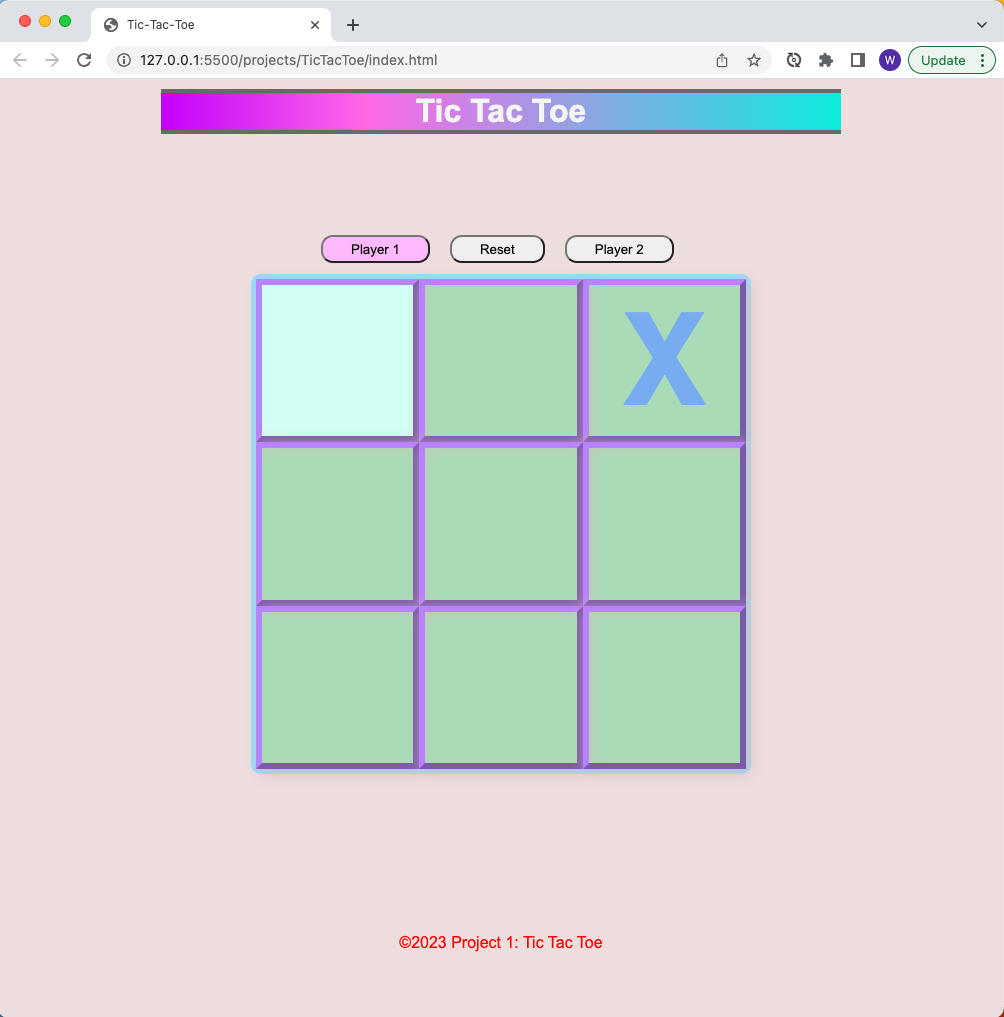 Tic-Tac-Toe
127.0.0.1:5500/projects/TicTacToe/index.html
W
Update
Tic Tac Toe
Player 1
Reset
Player 2
X
©2023 Project 1: Tic Tac Toe